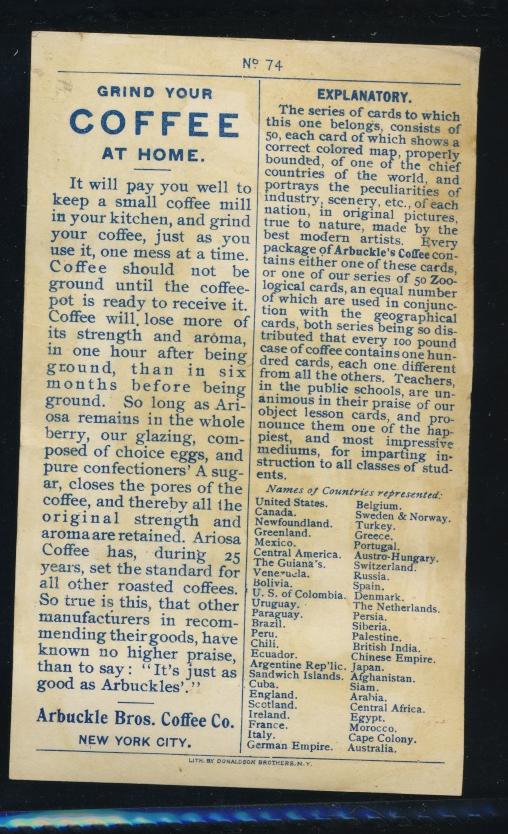 Nº 74
GRIND YOUR
COFFEE
AT HOME.
It will pay you well to
keep a small coffee mill
in your kitchen, and grind
your coffee, just as you
use it, one mess at a time.
Coffee should not be
ground until the coffee-
pot is ready to receive it.
Coffee will lose more of
its strength and aroma,
in one hour after being
ground, than in six
months before being
ground. So long as Ari-
osa remains in the whole
berry, our glazing, com-
posed of choice eggs, and
pure confectioners' A sug-
ar, closes the pores of the
coffee, and thereby all the
original strength and
aroma are retained. Ariosa
Coffee has, during 25
years, set the standard for
all other roasted coffees.
So true is this, that other
manufacturers in recom-
mending their goods, have
known no higher praise,
than to say: "It's just as
good as Arbuckles'."
Arbuckle Bros. Coffee Co.
NEW YORK CITY.
EXPLANATORY.
The series of cards to which
this one belongs, consists of
50, each card of which shows a
correct colored map, properly
bounded, of one of the chief
countries of the world, and
portrays the peculiarities of
industry, scenery, etc., of each
nation, in original pictures,
true to nature, made by the
best modern artists. Every
package of Arbuckle's Coffee con-
tains either one of these cards,
or one of our series of 50 Zoo-
logical cards, an equal number
of which are used in conjunc-
tion with the geographical
cards, both series being so dis-
tributed that every 100 pound
case of coffee contains one hun-
dred cards, each one different
from all the others. Teachers,
in the public schools, are un-
animous in their praise of our
object lesson cards, and pro-
nounce them one of the hap-
piest, and most impressive
mediums, for imparting in-
struction to all classes of stud-
ents.
Names of Countries represented:
United States.
Canada.
Newfoundland.
Greenland.
Mexico.
Central America.
The Guiana's.
Venezuela.
Bolivia.
U. S. of Colombia.
Uruguay.
Paraguay.
Brazil.
Peru.
Chili.
Ecuador.
Argentine Rep'lic.
Sandwich Islands.
Cuba.
England.
Scotland.
Ireland.
France.
Italy.
German Empire.
Belgium.
Sweden & Norway.
Turkey.
Greece.
Portugal.
Austro-Hungary.
Switzerland.
Russia.
Spain.
Denmark.
The Netherlands.
Persia.
Siberia.
Palestine.
British India.
Chinese Empire.
Japan.
Afghanistan.
Siam.
Arabia.
Central Africa.
Egypt.
Morocco.
Cape Colony.
Australia.
LITH. BY DONALDSON BROTHERS, N.Y.